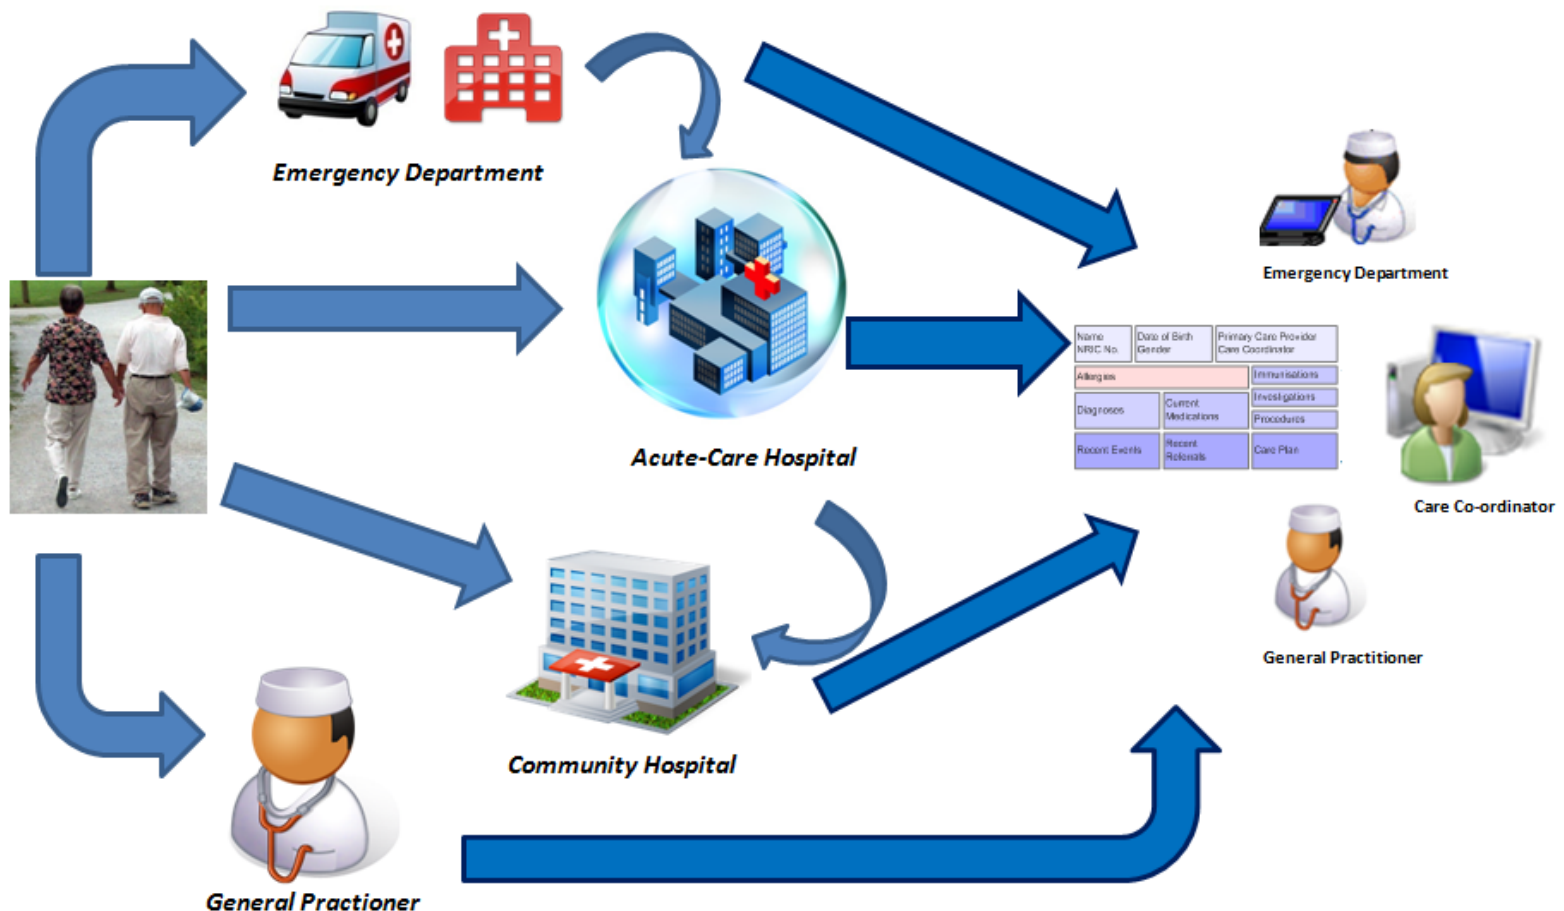 Emergency Department
Emergency Department
Name
NRIC No.
Date of Birth
Gender
Primary Care Provider
Care Coordinator
Allergies
Immunisations
Investigations
Diagnoses
Current
Medications
Procedures
Recent Events
Recent
Referrals
Care Plan
Acute-Care Hospital
Care Co-ordinator
General Practitioner
Community Hospital
General Practioner